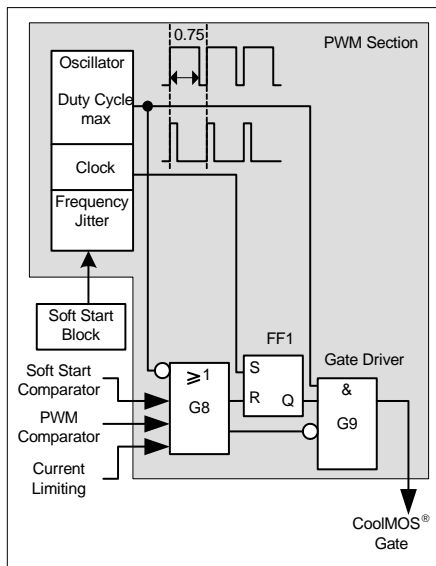 0.75
PWM Section
Oscillator
Duty Cycle
max
Clock
Frequency
Jitter
Soft Start
Block
FF1
Soft Start
Comparator
PWM
Comparator
Current
Limiting
≥1
G8
S
R
Q
Gate Driver
&
G9
CoolMOS®
Gate